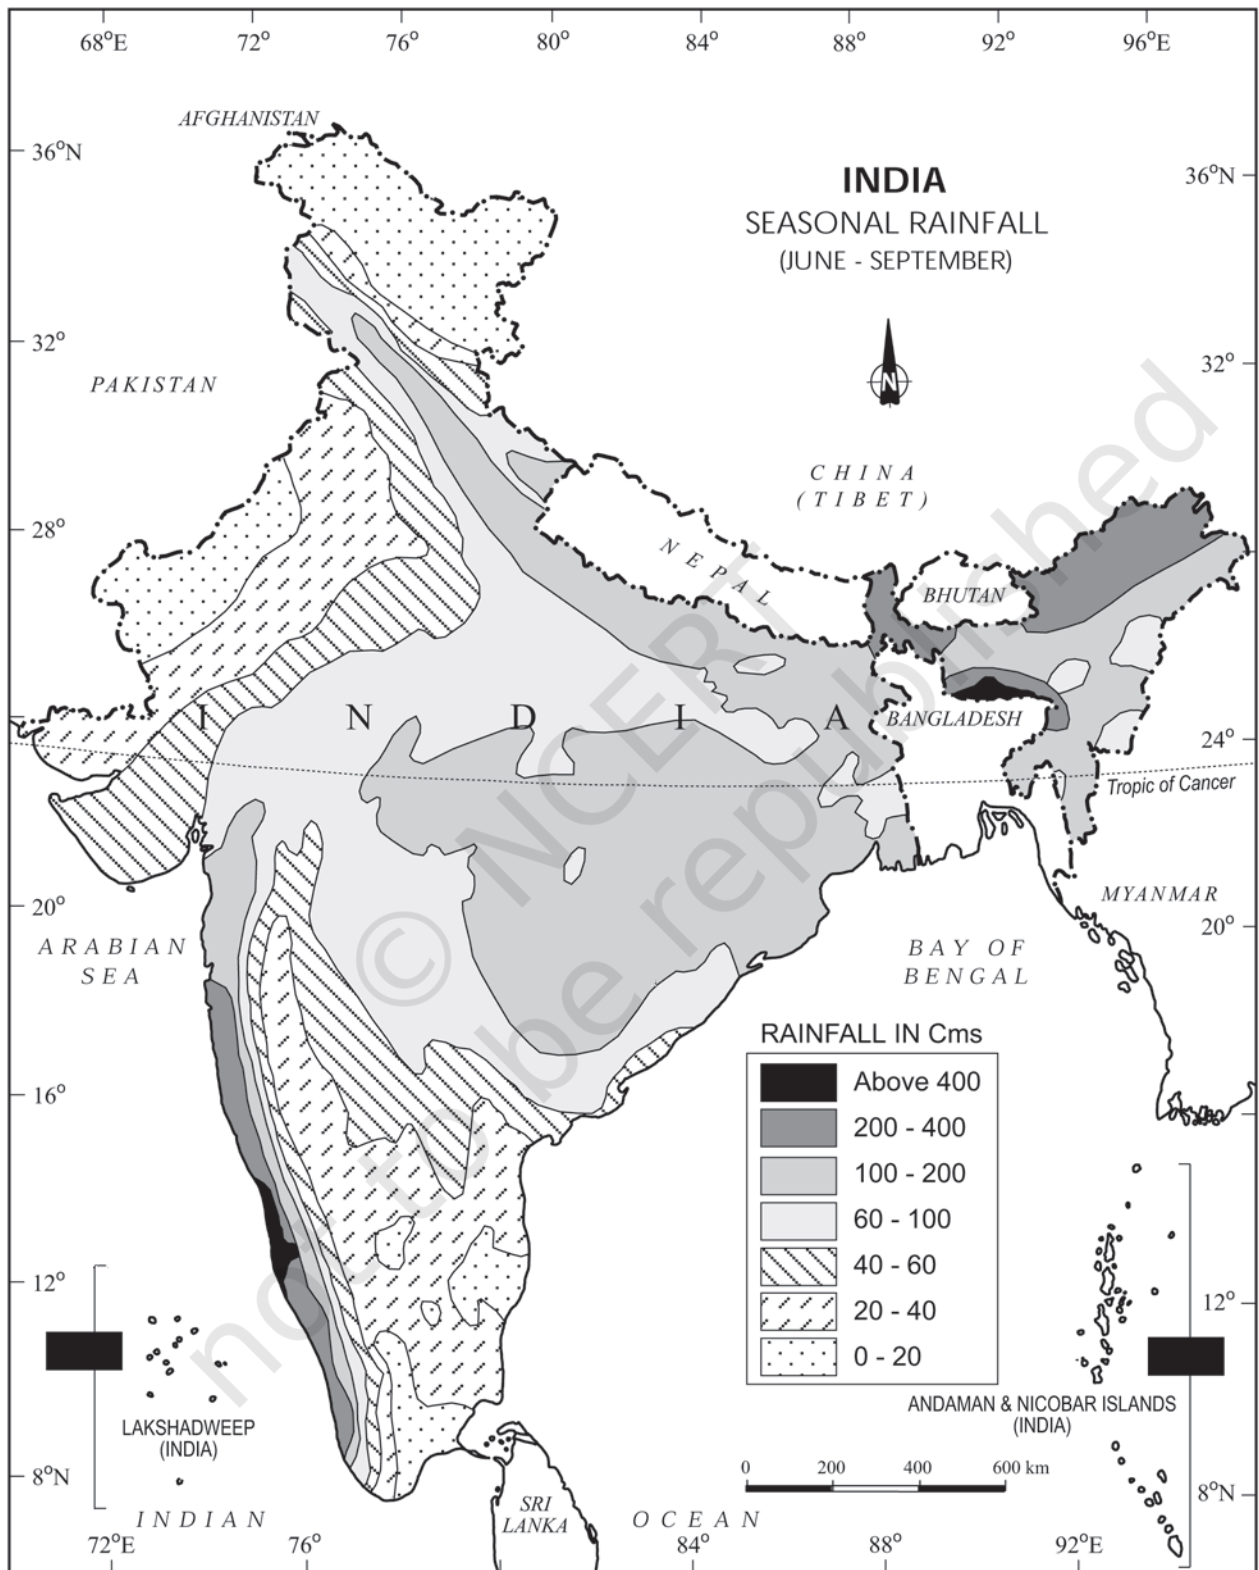 68°E 72° 76° 80° 84° 88° 92° 96°E
AFGHANISTAN
36°N
36°N
INDIA
SEASONAL RAINFALL
(JUNE - SEPTEMBER)
N
32°
32°
PAKISTAN
CHINA
(TIBET)
28°
NEPAL
BHUTAN
I N D I A
BANGLADESH
24°
Tropic of Cancer
MYANMAR
20°
20°
ARABIAN
SEA
BAY OF
BENGAL
© NCERT
not to be republished
RAINFALL IN Cms
Above 400
200 - 400
100 - 200
60 - 100
40 - 60
20 - 40
0 - 20
16°
12°
12°
LAKSHADWEEP
(INDIA)
ANDAMAN & NICOBAR ISLANDS
(INDIA)
0 200 400 600 km
8°N
8°N
SRI
LANKA
INDIAN OCEAN
72°E 76° 84° 88° 92°E